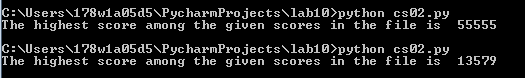 C:\Users\178w1a05d5\PycharmProjects\lab10>python cs02.py
The highest score among the given scores in the file is  55555
C:\Users\178w1a05d5\PycharmProjects\lab10>python cs02.py
The highest score among the given scores in the file is  13579